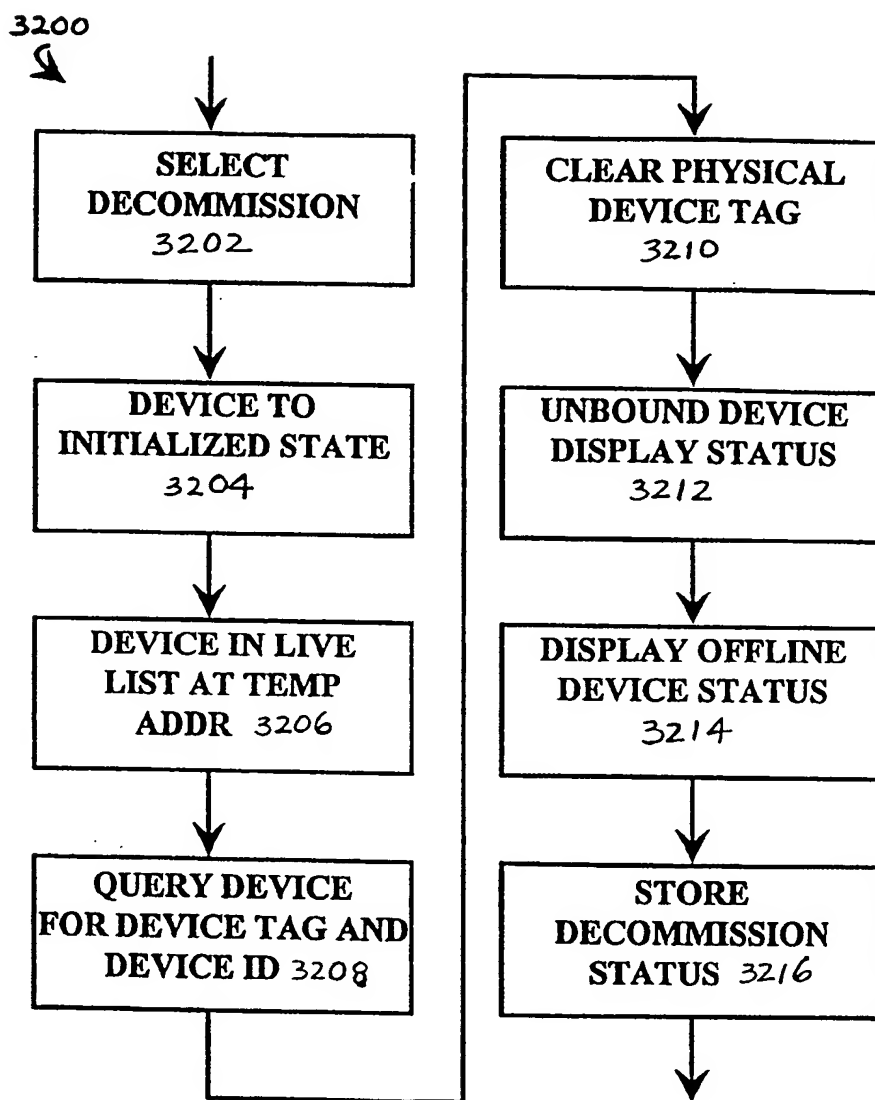 3200
SELECT
DECOMMISSION
3202
DEVICE TO
INITIALIZED STATE
3204
DEVICE IN LIVE
LIST AT TEMP
ADDR 3206
QUERY DEVICE
FOR DEVICE TAG AND
DEVICE ID 3208
CLEAR PHYSICAL
DEVICE TAG
3210
UNBOUND DEVICE
DISPLAY STATUS
3212
DISPLAY OFFLINE
DEVICE STATUS
3214
STORE
DECOMMISSION
STATUS 3216